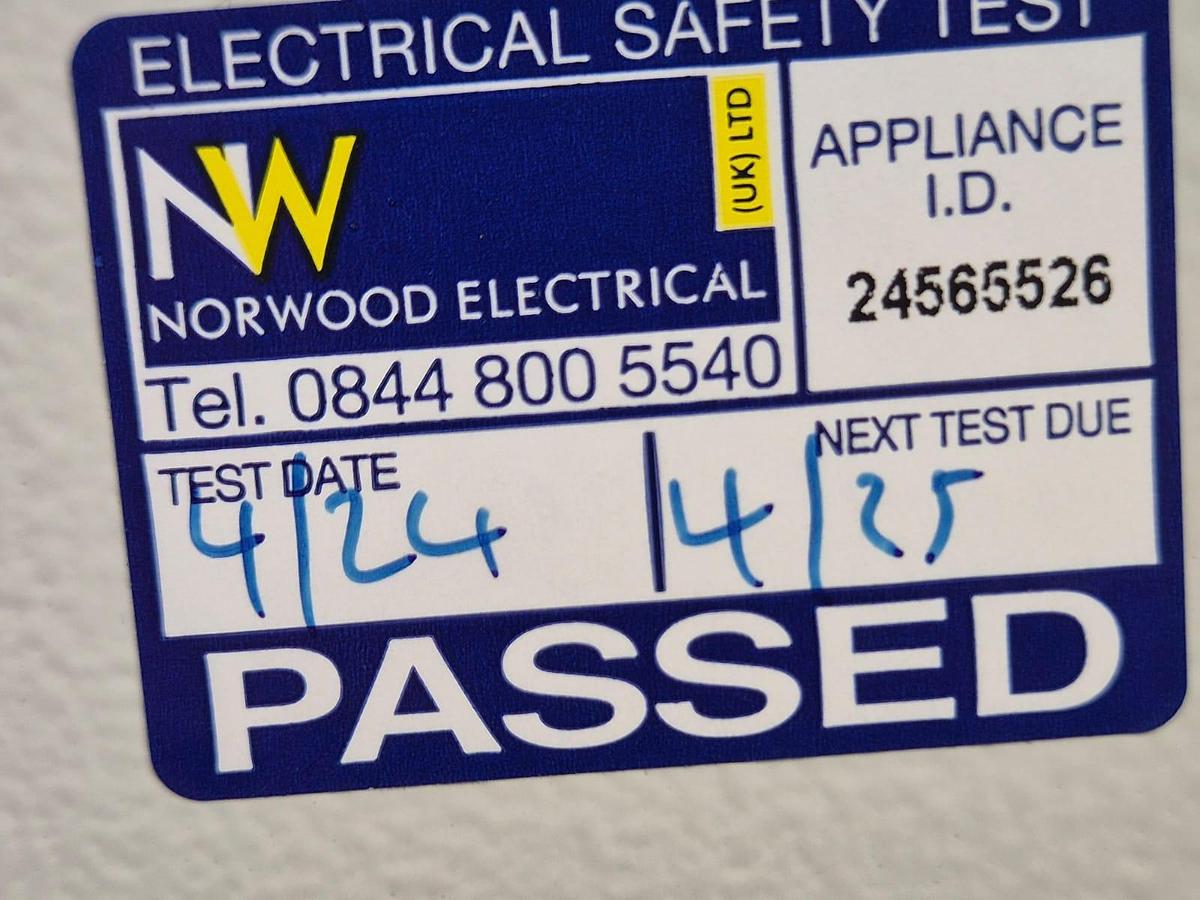 ELECTRICAL SAFETY TEST
NW
(UK) LTD
NORWOOD ELECTRICAL
Tel. 0844 800 5540
APPLIANCE
I.D.
24565526
TEST DATE
4/24
NEXT TEST DUE
4/25
PASSED